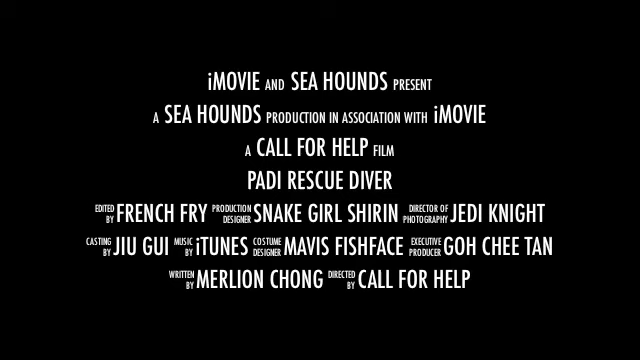 iMOVIE AND SEA HOUNDS PRESENT
A SEA HOUNDS PRODUCTION IN ASSOCIATION WITH iMOVIE
A CALL FOR HELP FILM
PADI RESCUE DIVER
EDITED BY FRENCH FRY PRODUCTION DESIGNER SNAKE GIRL SHIRIN DIRECTOR OF PHOTOGRAPHY JEDI KNIGHT
CASTING BY JIU GUI MUSIC BY iTUNES COSTUME DESIGNER MAVIS FISHFACE EXECUTIVE PRODUCER GOH CHEE TAN
WRITTEN BY MERLION CHONG DIRECTED BY CALL FOR HELP